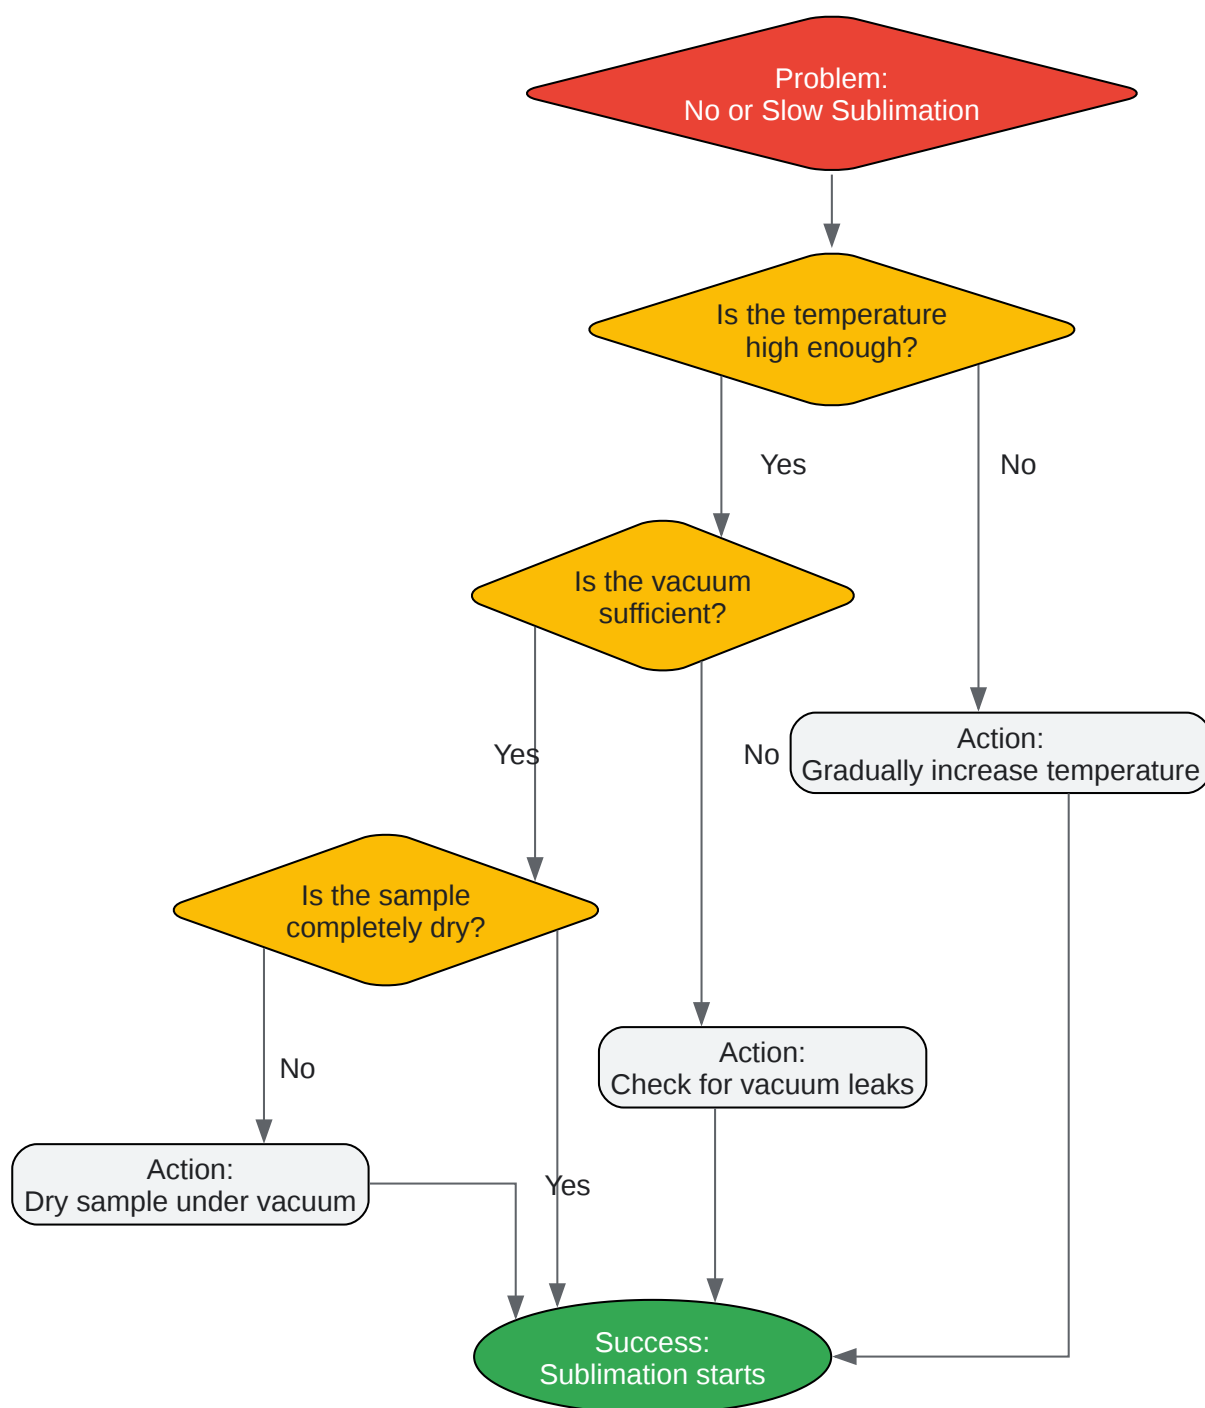 Problem:
No or Slow Sublimation
Is the temperature
high enough?
Yes
No
Is the vacuum
sufficient?
Action:
Gradually increase temperature
Yes
No
Is the sample
completely dry?
Action:
Check for vacuum leaks
No
Action:
Dry sample under vacuum
Yes
Success:
Sublimation starts